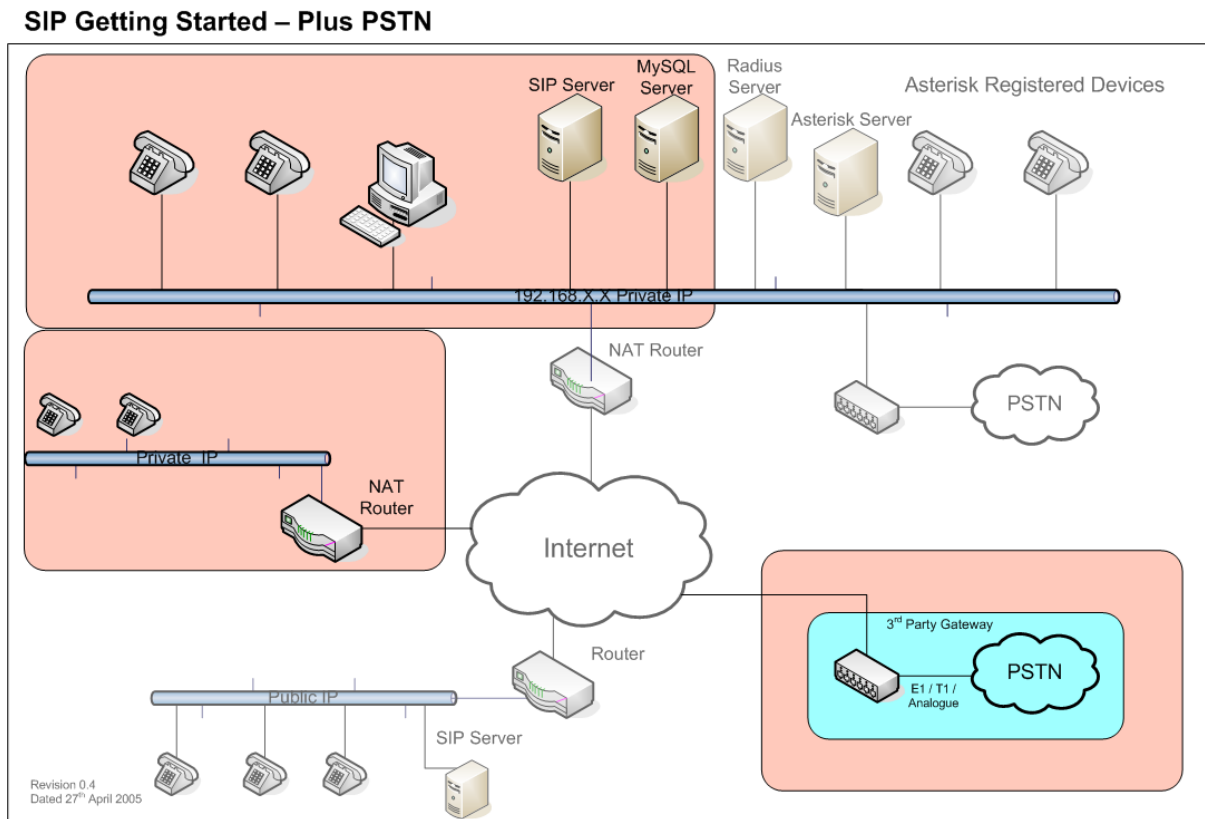 SIP Getting Started – Plus PSTN
SIP Server
MySQL
Server
Radius
Server
Asterisk Server
Asterisk Registered Devices
192.168.X.X Private IP
NAT Router
PSTN
Private IP
NAT
Router
Internet
3rd Party Gateway
PSTN
E1 / T1 /
Analogue
Router
Public IP
SIP Server
Revision 0.4
Dated 27th April 2005